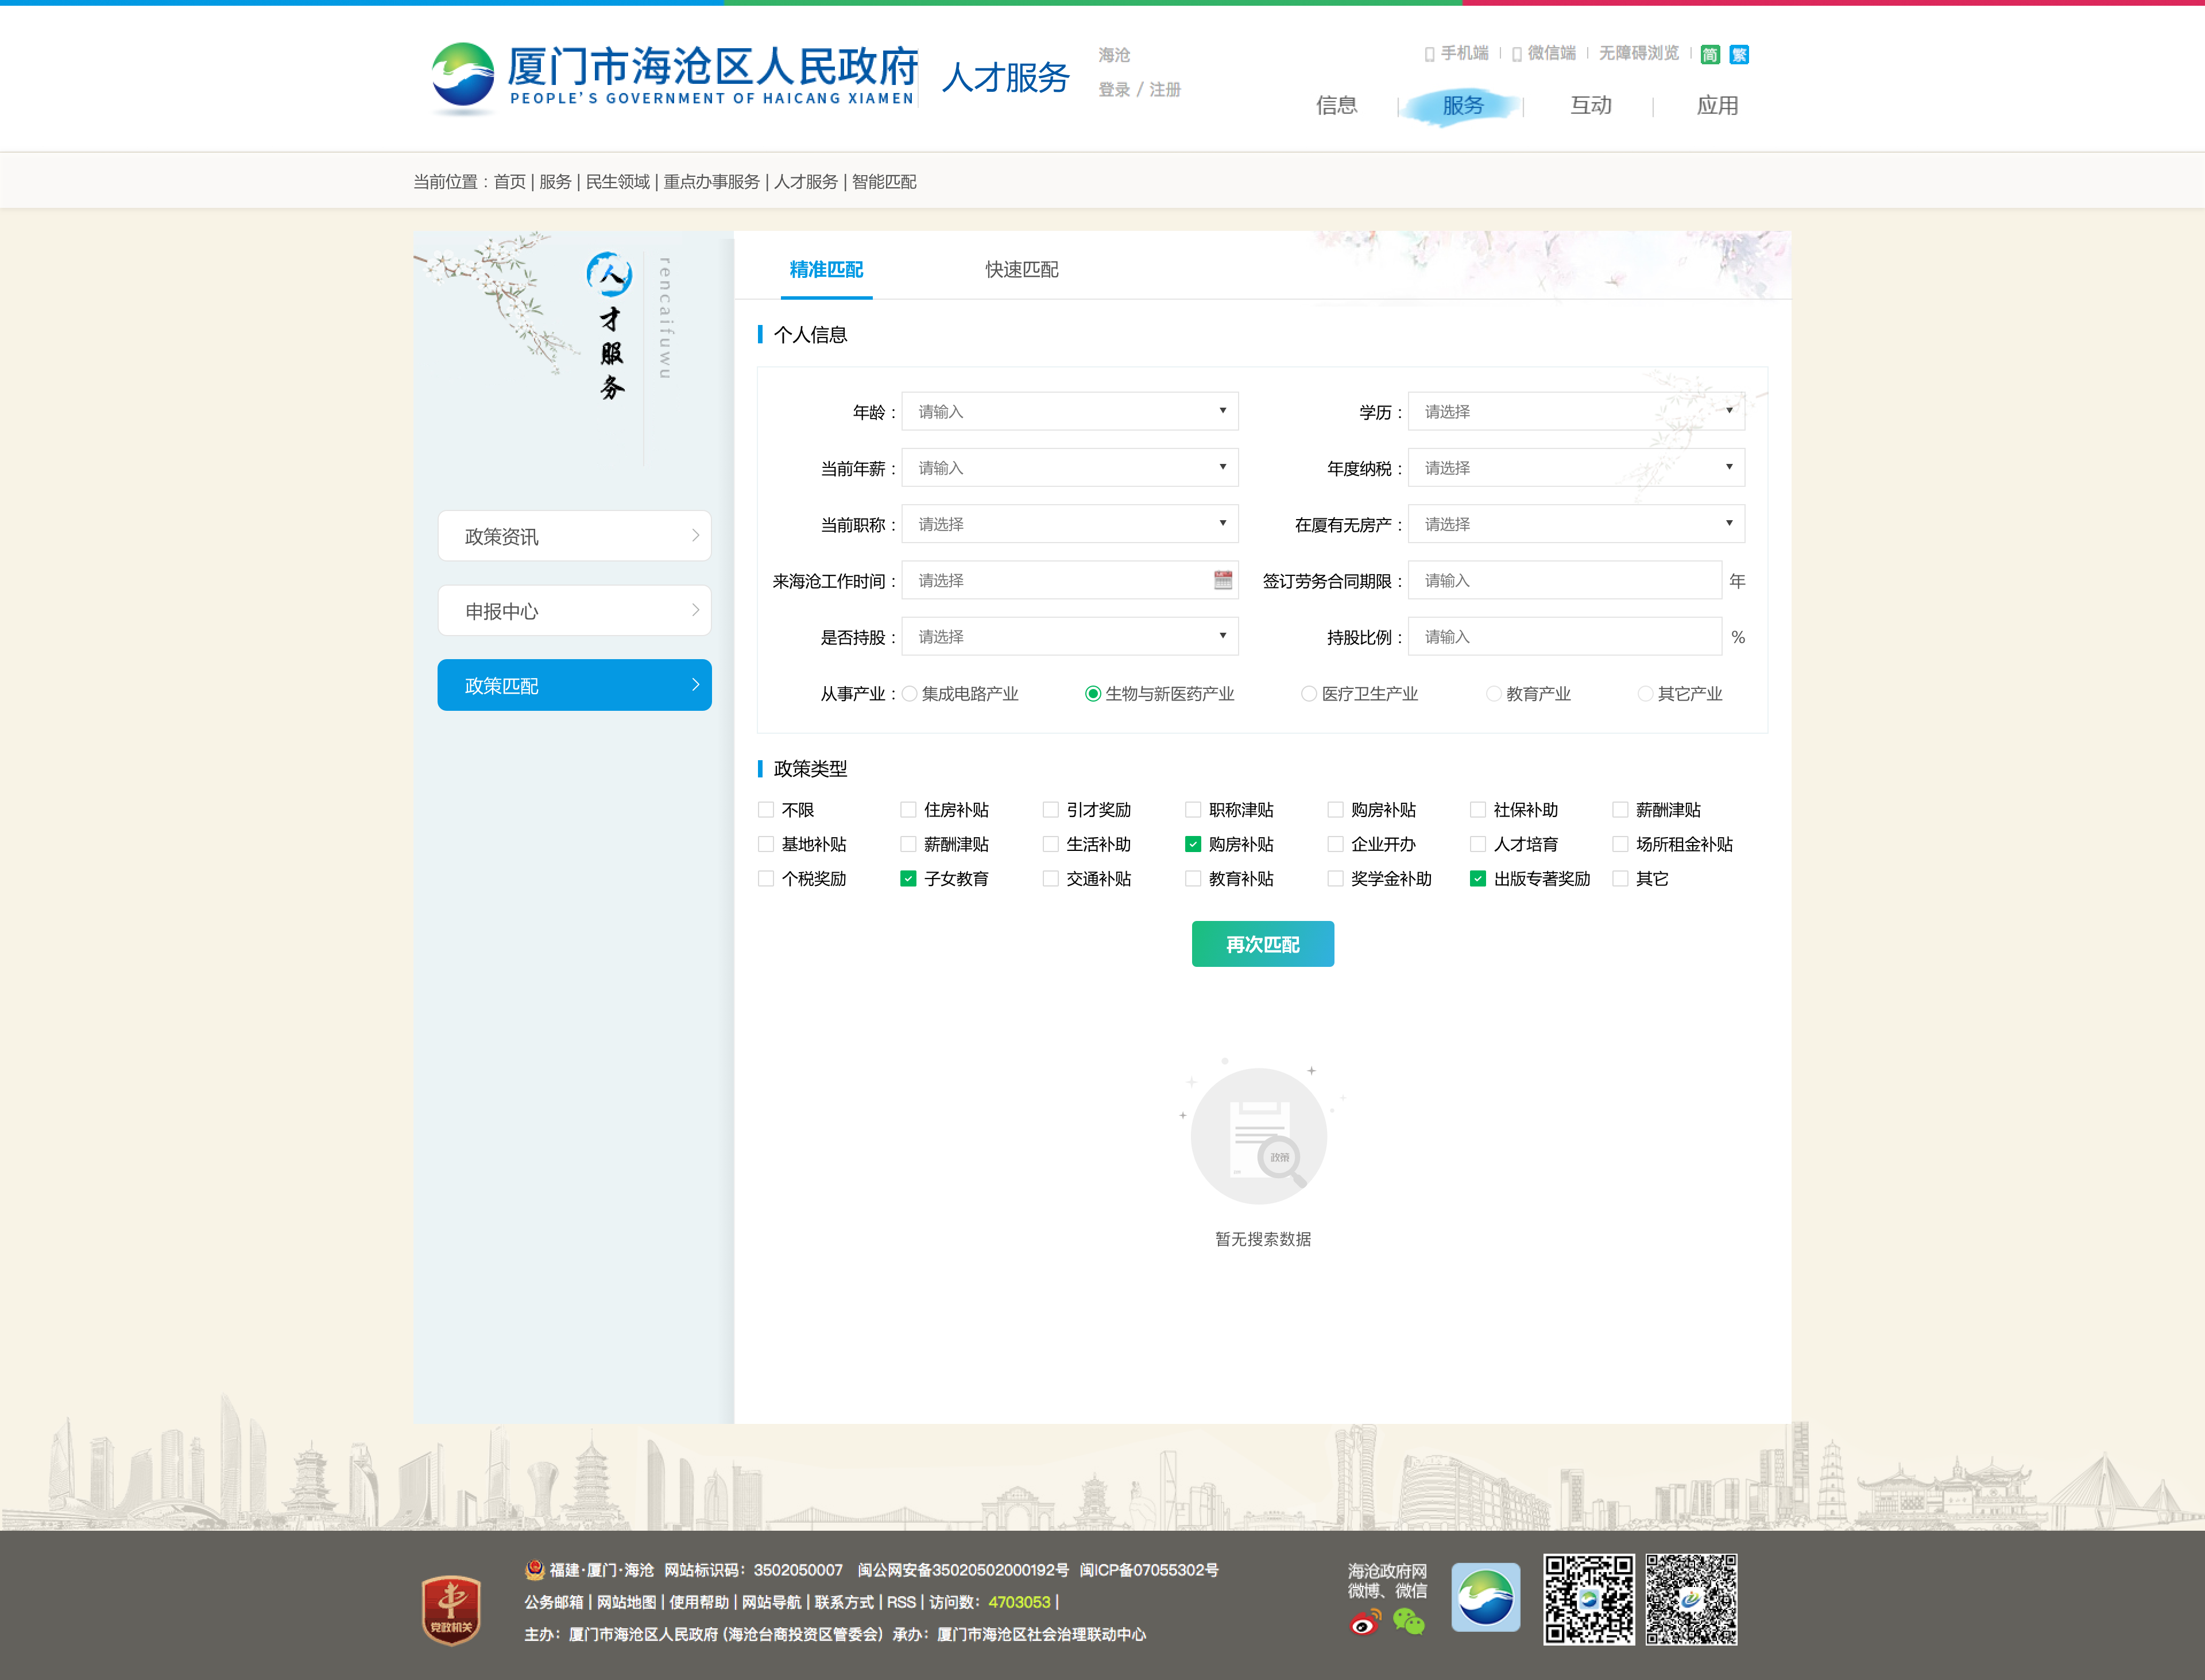 厦门市海沧区人民政府
PEOPLE'S GOVERNMENT OF HAICANG XIAMEN
人才服务
海沧
登录 / 注册
手机端 微信端 无障碍浏览 简 繁
信息 服务 互动 应用
当前位置：首页 | 服务 | 民生领域 | 重点办事服务 | 人才服务 | 智能匹配
人才服务
rencaifuwu
政策资讯
申报中心
政策匹配
精准匹配 快速匹配
个人信息
年龄： 请输入 学历： 请选择
当前年薪： 请输入 年度纳税： 请选择
当前职称： 请选择 在厦有无房产： 请选择
来海沧工作时间： 请选择 签订劳务合同期限： 请输入 年
是否持股： 请选择 持股比例： 请输入 %
从事产业： 集成电路产业 生物与新医药产业 医疗卫生产业 教育产业 其它产业
政策类型
不限 住房补贴 引才奖励 职称津贴 购房补贴 社保补助 薪酬津贴
基地补贴 薪酬津贴 生活补助 购房补贴 企业开办 人才培育 场所租金补贴
个税奖励 子女教育 交通补贴 教育补贴 奖学金补助 出版专著奖励 其它
再次匹配
政策
暂无搜索数据
党政机关
福建·厦门·海沧 网站标识码：3502050007 闽公网安备35020502000192号 闽ICP备07055302号
公务邮箱 | 网站地图 | 使用帮助 | 网站导航 | 联系方式 | RSS | 访问数：4703053 |
主办：厦门市海沧区人民政府 (海沧台商投资区管委会) 承办：厦门市海沧区社会治理联动中心
海沧政府网
微博、微信